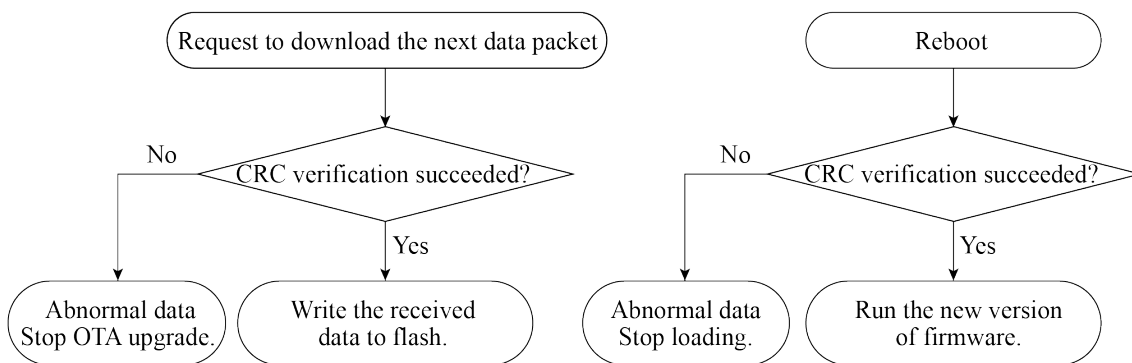 Request to download the next data packet
No
CRC verification succeeded?
Yes
Abnormal data
Stop OTA upgrade.
Write the received
data to flash.
Reboot
No
CRC verification succeeded?
Yes
Abnormal data
Stop loading.
Run the new version
of firmware.